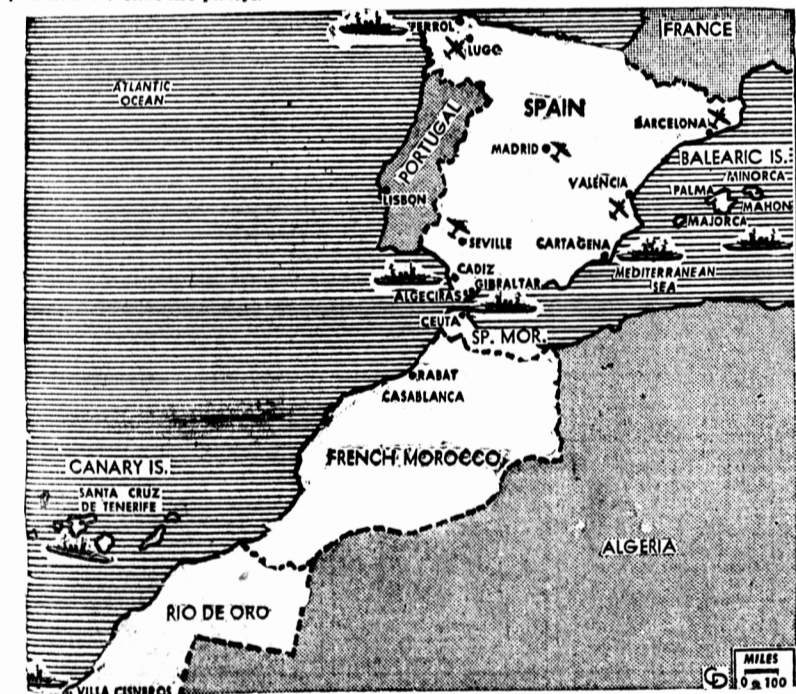 FERROL
LUGO
FRANCE
ATLANTIC
OCEAN
SPAIN
PORTUGAL
BARCELONA
MADRID
BALEARIC IS.
MINORCA
VALENCIA
PALMA
LISBON
MAHON
MAJORCA
SEVILLE
CARTAGENA
CADIZ
MEDITERRANEAN
SEA
GIBRALTAR
ALGECIRAS
CEUTA
SP. MOR.
RABAT
CASABLANCA
FRENCH MOROCCO
CANARY IS.
SANTA CRUZ
DE TENERIFE
ALGERIA
RIO DE ORO
MILES
0 100
VILLA CISNEROS